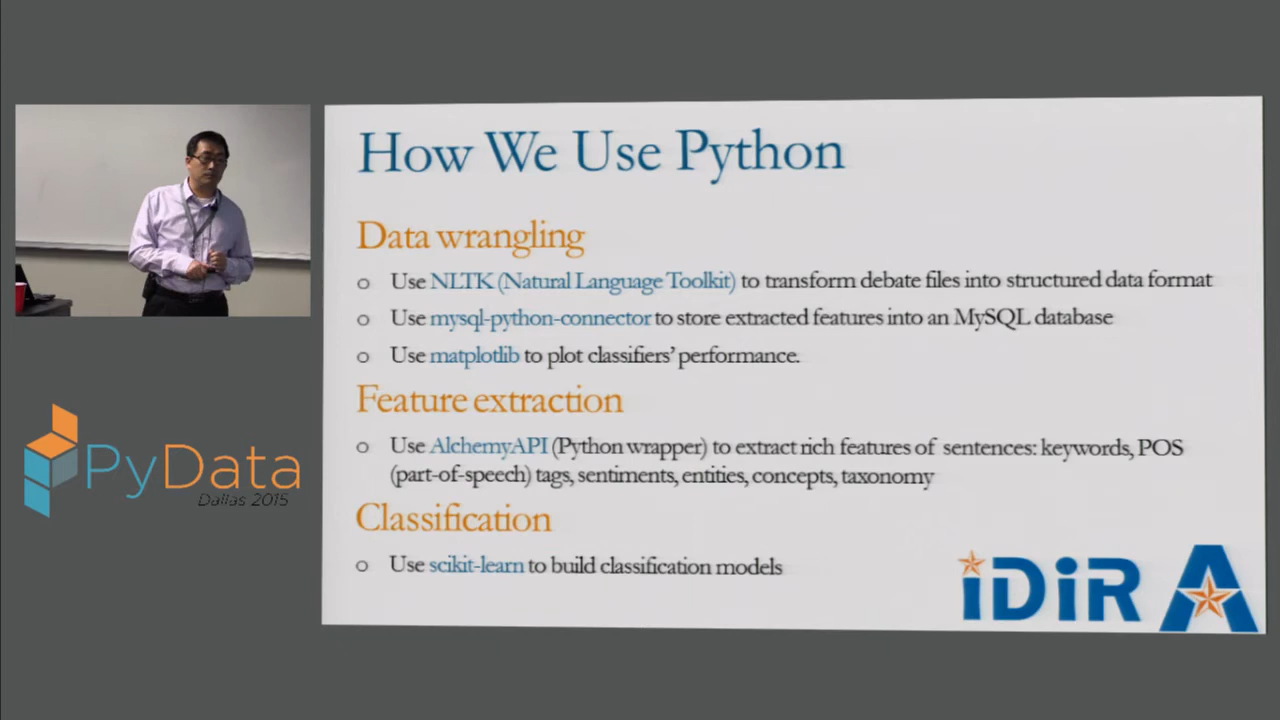 How We Use Python
Data wrangling
o Use NLTK (Natural Language Toolkit) to transform debate files into structured data format
o Use mysql-python-connector to store extracted features into an MySQL database
o Use matplotlib to plot classifiers' performance.
Feature extraction
o Use AlchemyAPI (Python wrapper) to extract rich features of sentences: keywords, POS
(part-of-speech) tags, sentiments, entities, concepts, taxonomy
Classification
o Use scikit-learn to build classification models
iDiR A
PyData
Dallas 2015